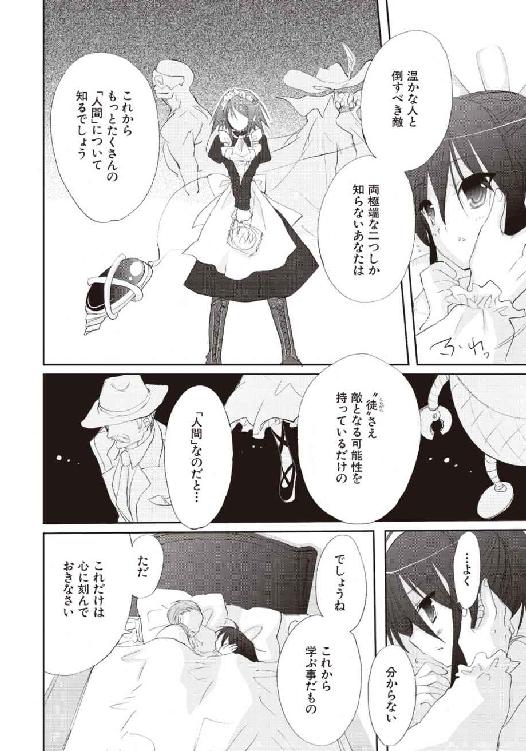 温かな人と
倒すべき敵
両極端な二つしか
知らないあなたは
ふれっ
これから
もっとたくさんの
「人間」について
知るでしょう
〝徒〟さえ
ともがら
敵となる可能性を
持っているだけの
「人間」なのだと…
…よく
分からない
でしょうね
これから
学ぶ事だもの
ただ
これだけは
心に刻んで
おきなさい